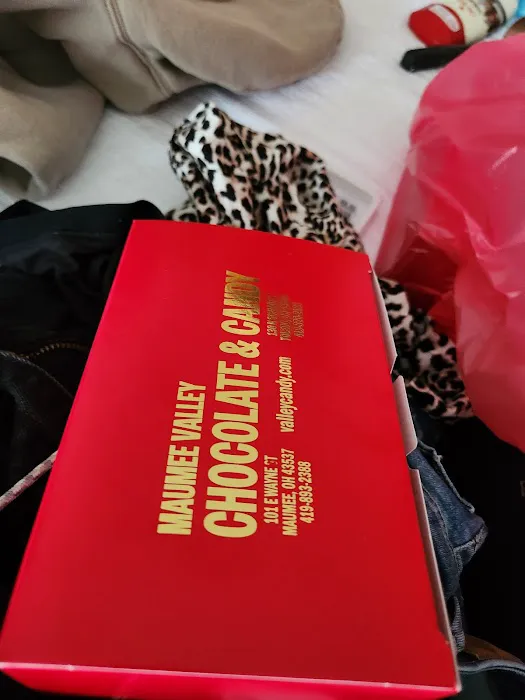 MAUMEE VALLEY
CHOCOLATE & CANDY
101 E WAYNE ST
MAUMEE, OH 43537
419-893-2388
valleycandy.com